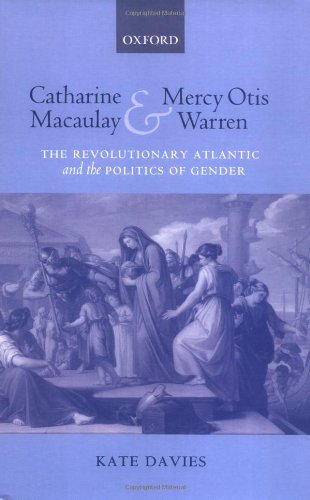 OXFORD
Catharine Macaulay
&
Mercy Otis Warren
THE REVOLUTIONARY ATLANTIC
and the POLITICS OF GENDER
KATE DAVIES